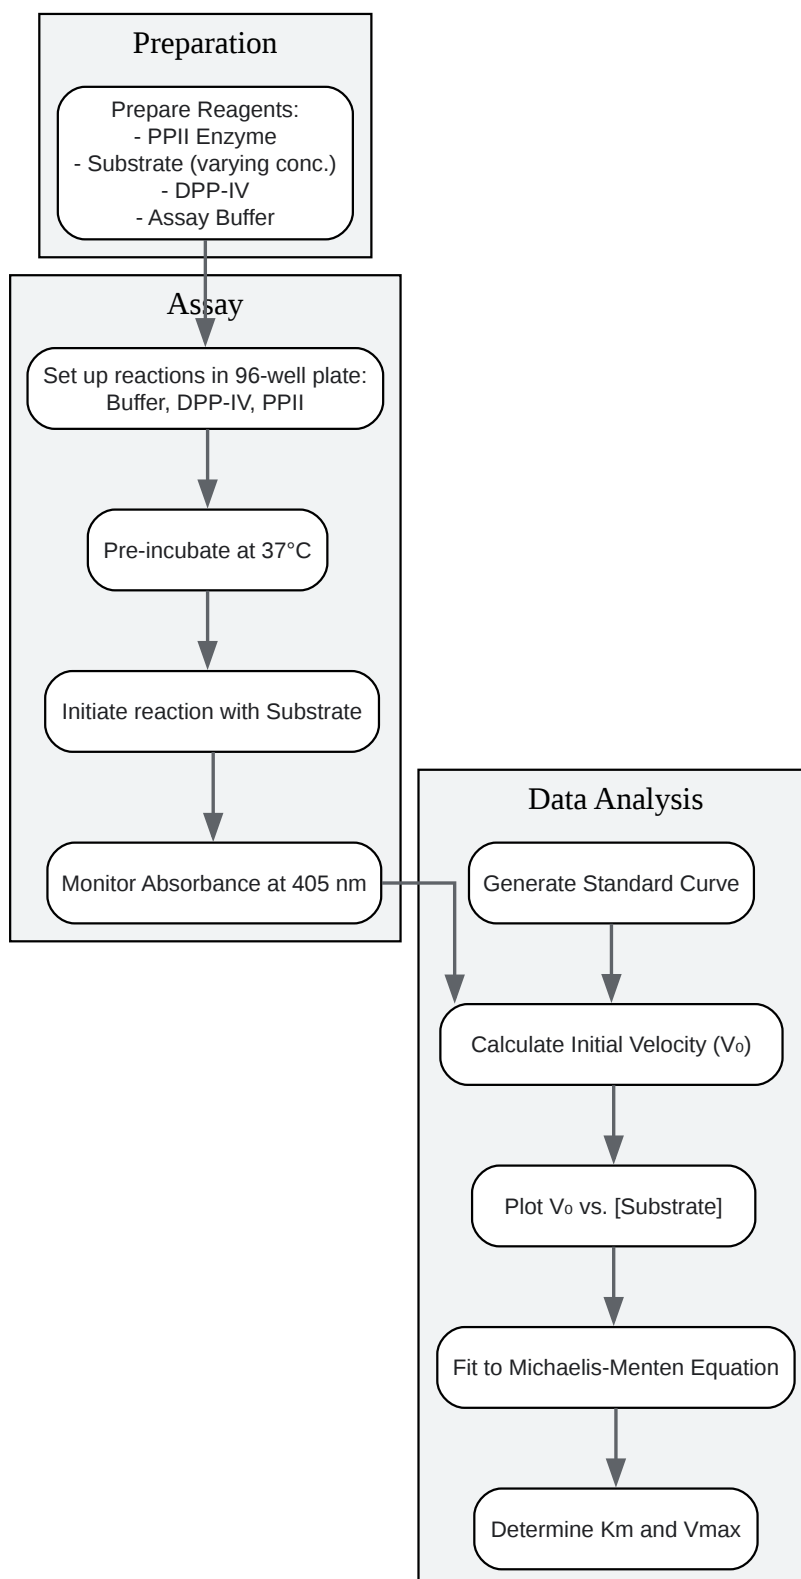 Preparation
Prepare Reagents:
- PPII Enzyme
- Substrate (varying conc.)
- DPP-IV
- Assay Buffer
Assay
Set up reactions in 96-well plate:
Buffer, DPP-IV, PPII
Pre-incubate at 37°C
Initiate reaction with Substrate
Monitor Absorbance at 405 nm
Data Analysis
Generate Standard Curve
Calculate Initial Velocity (V₀)
Plot V₀ vs. [Substrate]
Fit to Michaelis-Menten Equation
Determine Km and Vmax